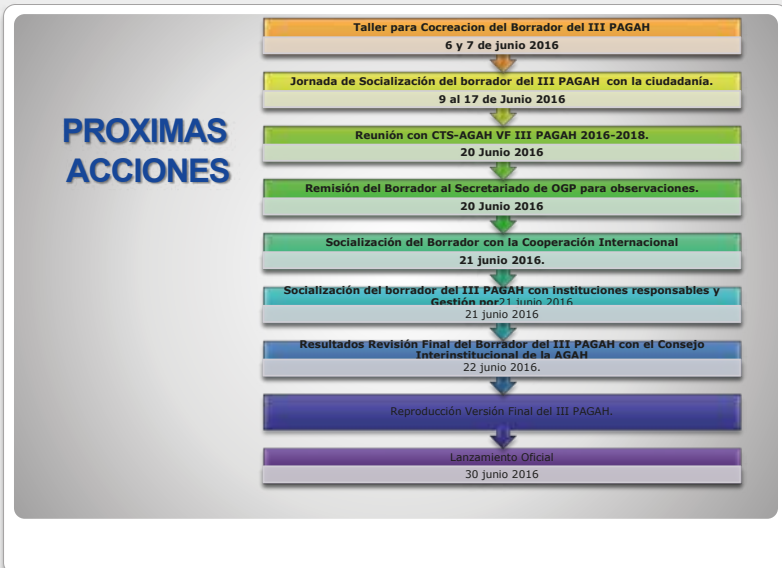 PROXIMAS
ACCIONES
Taller para Cocreacion del Borrador del III PAGAH
6 y 7 de junio 2016
Jornada de Socialización del borrador del III PAGAH con la ciudadanía.
9 al 17 de Junio 2016
Reunión con CTS-AGAH VF III PAGAH 2016-2018.
20 Junio 2016
Remisión del Borrador al Secretariado de OGP para observaciones.
20 Junio 2016
Socialización del Borrador con la Cooperación Internacional
21 junio 2016.
Socialización del borrador del III PAGAH con instituciones responsables y
Gestión por21 junio 2016
21 junio 2016
Resultados Revisión Final del Borrador del III PAGAH con el Consejo
Interinstitucional de la AGAH
22 junio 2016.
Reproducción Versión Final del III PAGAH.
Lanzamiento Oficial
30 junio 2016